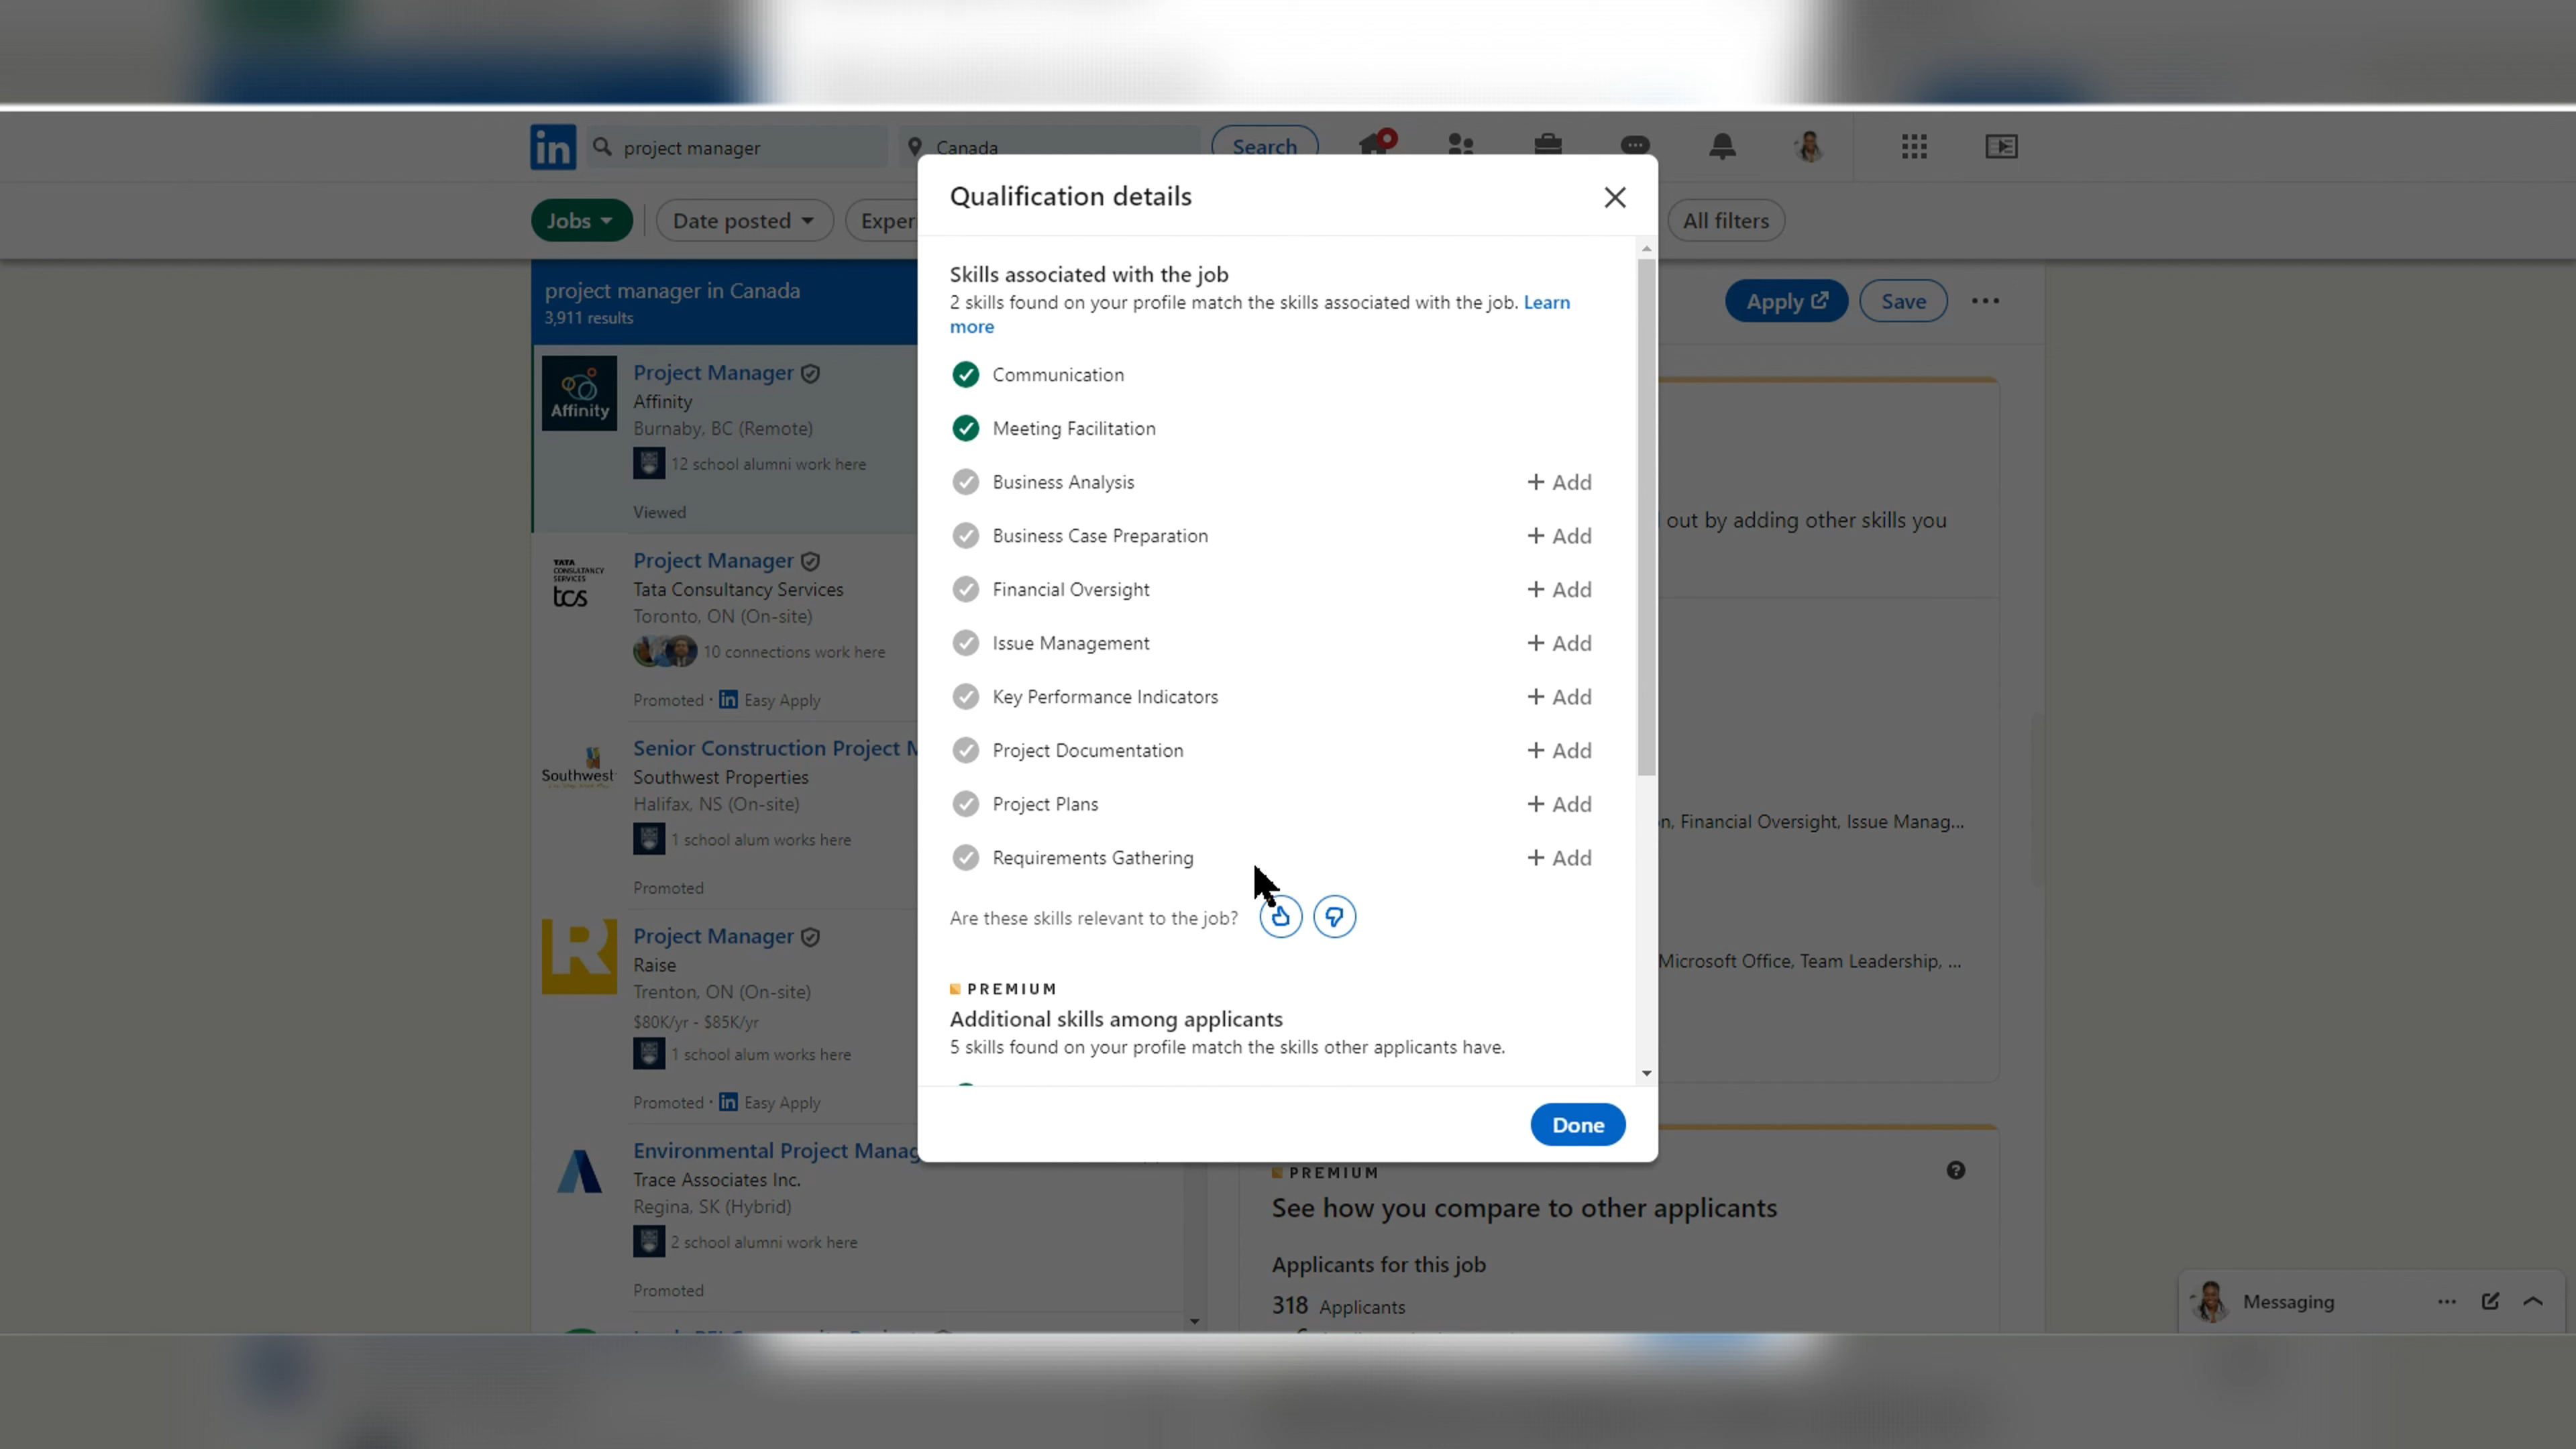 project manager
Canada
Search
Jobs
Date posted
Exper
All filters
project manager in Canada
3,911 results
Project Manager
Affinity
Affinity
Burnaby, BC (Remote)
12 school alumni work here
Viewed
TATA
CONSULTANCY
SERVICES
tcs
Project Manager
Tata Consultancy Services
Toronto, ON (On-site)
10 connections work here
Promoted · in Easy Apply
Senior Construction Project M
Southwest
Southwest Properties
Halifax, NS (On-site)
1 school alum works here
Promoted
R
Project Manager
Raise
Trenton, ON (On-site)
$80K/yr - $85K/yr
1 school alum works here
Promoted · in Easy Apply
Environmental Project Manag
Trace Associates Inc.
Regina, SK (Hybrid)
2 school alumni work here
Promoted
Qualification details
Skills associated with the job
2 skills found on your profile match the skills associated with the job. Learn
more
Communication
Meeting Facilitation
Business Analysis + Add
Business Case Preparation + Add
Financial Oversight + Add
Issue Management + Add
Key Performance Indicators + Add
Project Documentation + Add
Project Plans + Add
Requirements Gathering + Add
Are these skills relevant to the job?
PREMIUM
Additional skills among applicants
5 skills found on your profile match the skills other applicants have.
Done
Apply
Save
out by adding other skills you
n, Financial Oversight, Issue Manag...
Microsoft Office, Team Leadership, ...
PREMIUM
See how you compare to other applicants
Applicants for this job
318 Applicants
Messaging